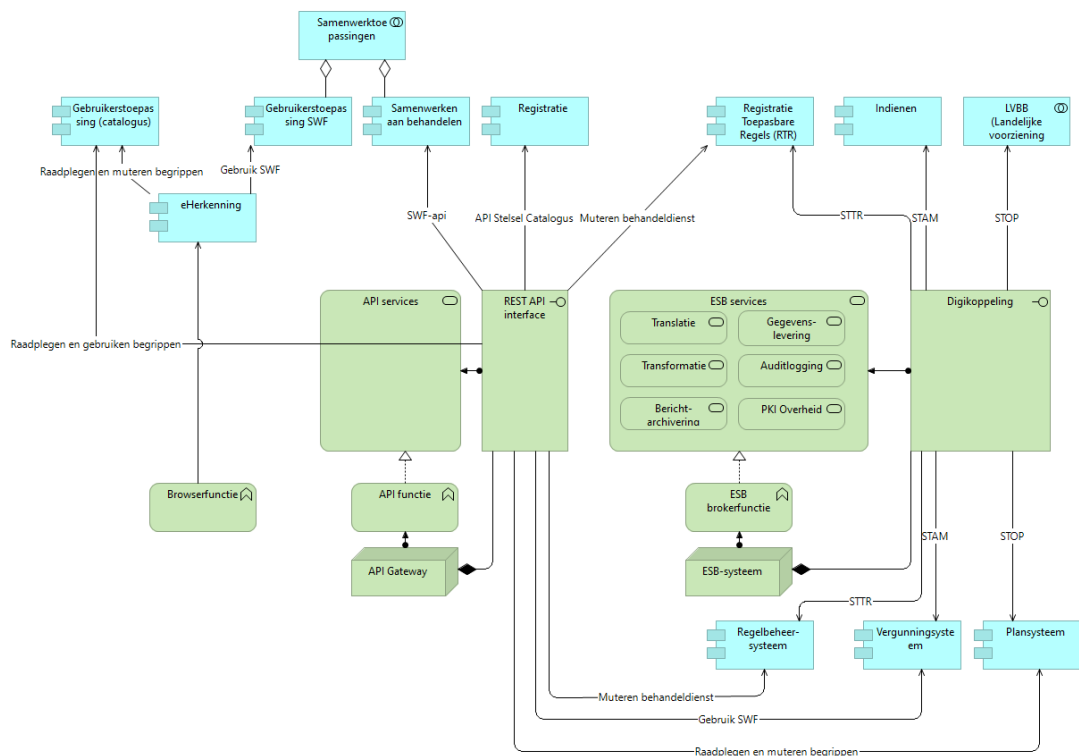 Samenwerktoe
passingen
Gebruikerstoepas
sing (catalogus)
Gebruikerstoepa
ssing SWF
Samenwerken
aan behandelen
Registratie
Registratie
Toepasbare
Regels (RTR)
Indienen
LVBB
(Landelijke
voorziening
Raadplegen en muteren begrippen
Gebruik SWF
eHerkenning
SWF-api
API Stelsel Catalogus
Muteren behandeldienst
STTR
STAM
STOP
API services
REST API
interface
ESB services
Translatie
Gegevens-
levering
Transformatie
Auditlogging
Bericht-
archivering
PKI Overheid
Digikoppeling
Raadplegen en gebruiken begrippen
Browserfunctie
API functie
ESB
brokerfunctie
API Gateway
ESB-systeem
STAM
STOP
STTR
Regelbeheer-
systeem
Vergunningsyste
em
Plansysteem
Muteren behandeldienst
Gebruik SWF
Raadplegen en muteren begrippen